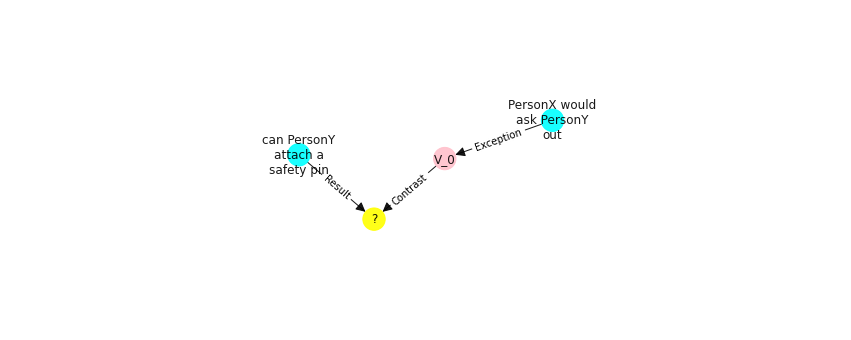 PersonX would
ask PersonY
out
Exception
can PersonY
attach a
safety pin
V_0
Result
Contrast
?